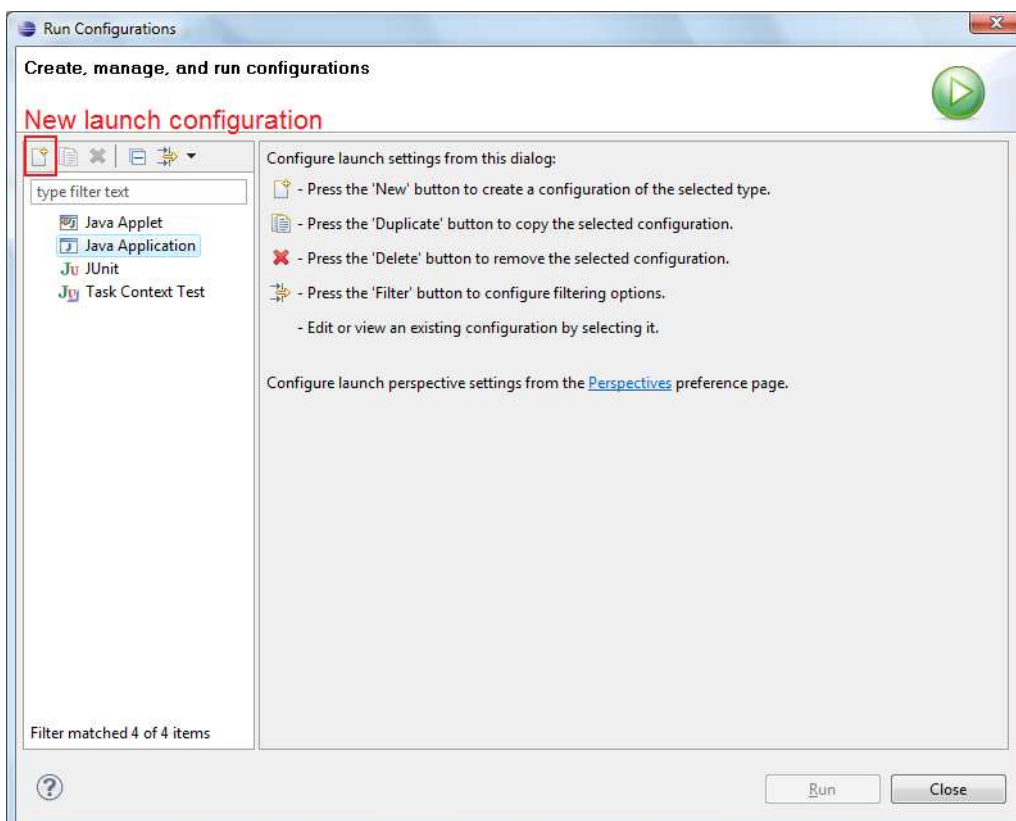 Run Configurations
Create, manage, and run configurations
New launch configuration
type filter text
Java Applet
Java Application
JUnit
Task Context Test
Filter matched 4 of 4 items
Configure launch settings from this dialog:
- Press the 'New' button to create a configuration of the selected type.
- Press the 'Duplicate' button to copy the selected configuration.
- Press the 'Delete' button to remove the selected configuration.
- Press the 'Filter' button to configure filtering options.
- Edit or view an existing configuration by selecting it.
Configure launch perspective settings from the Perspectives preference page.
Run
Close